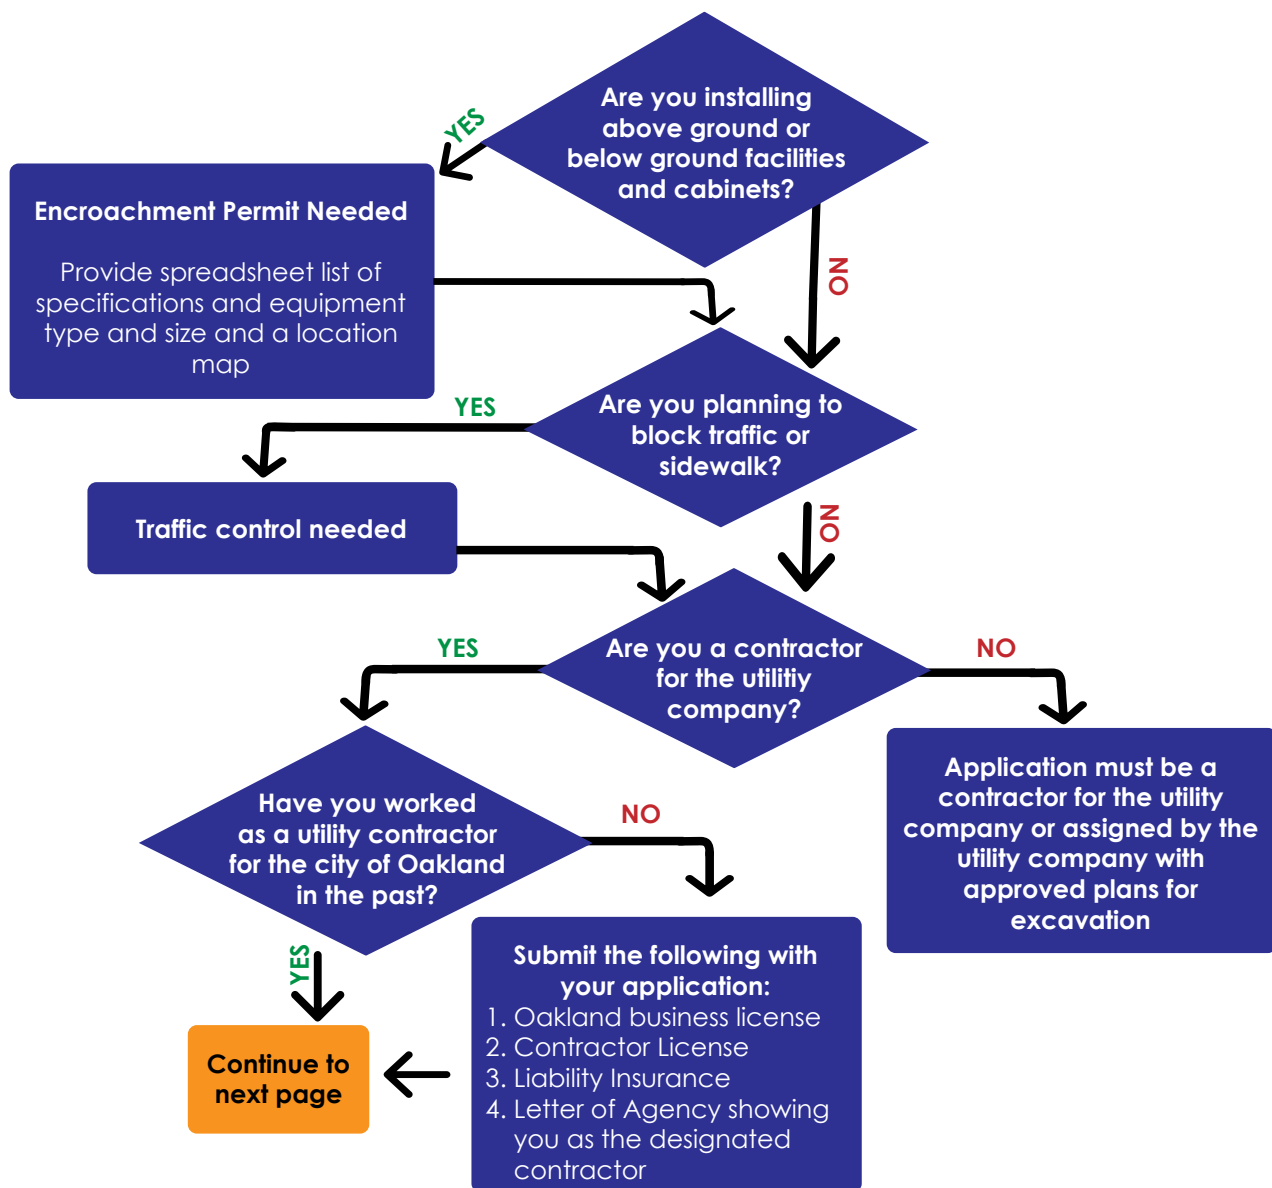 Are you installing
above ground or
below ground facilities
and cabinets?
YES
NO
Encroachment Permit Needed
Provide spreadsheet list of
specifications and equipment
type and size and a location
map
Are you planning to
block traffic or
sidewalk?
YES
NO
Traffic control needed
Are you a contractor
for the utilitiy
company?
YES
NO
Application must be a
contractor for the utility
company or assigned by the
utility company with
approved plans for
excavation
Have you worked
as a utility contractor
for the city of Oakland
in the past?
NO
YES
Submit the following with
your application:
1. Oakland business license
2. Contractor License
3. Liability Insurance
4. Letter of Agency showing
you as the designated
contractor
Continue to
next page